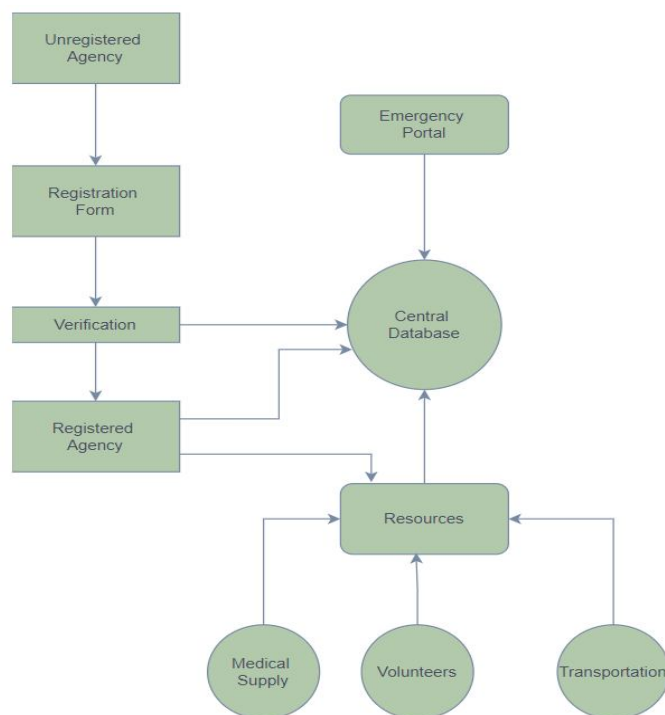 Unregistered
Agency
Emergency
Portal
Registration
Form
Central
Database
Verification
Registered
Agency
Resources
Medical
Supply
Volunteers
Transportation